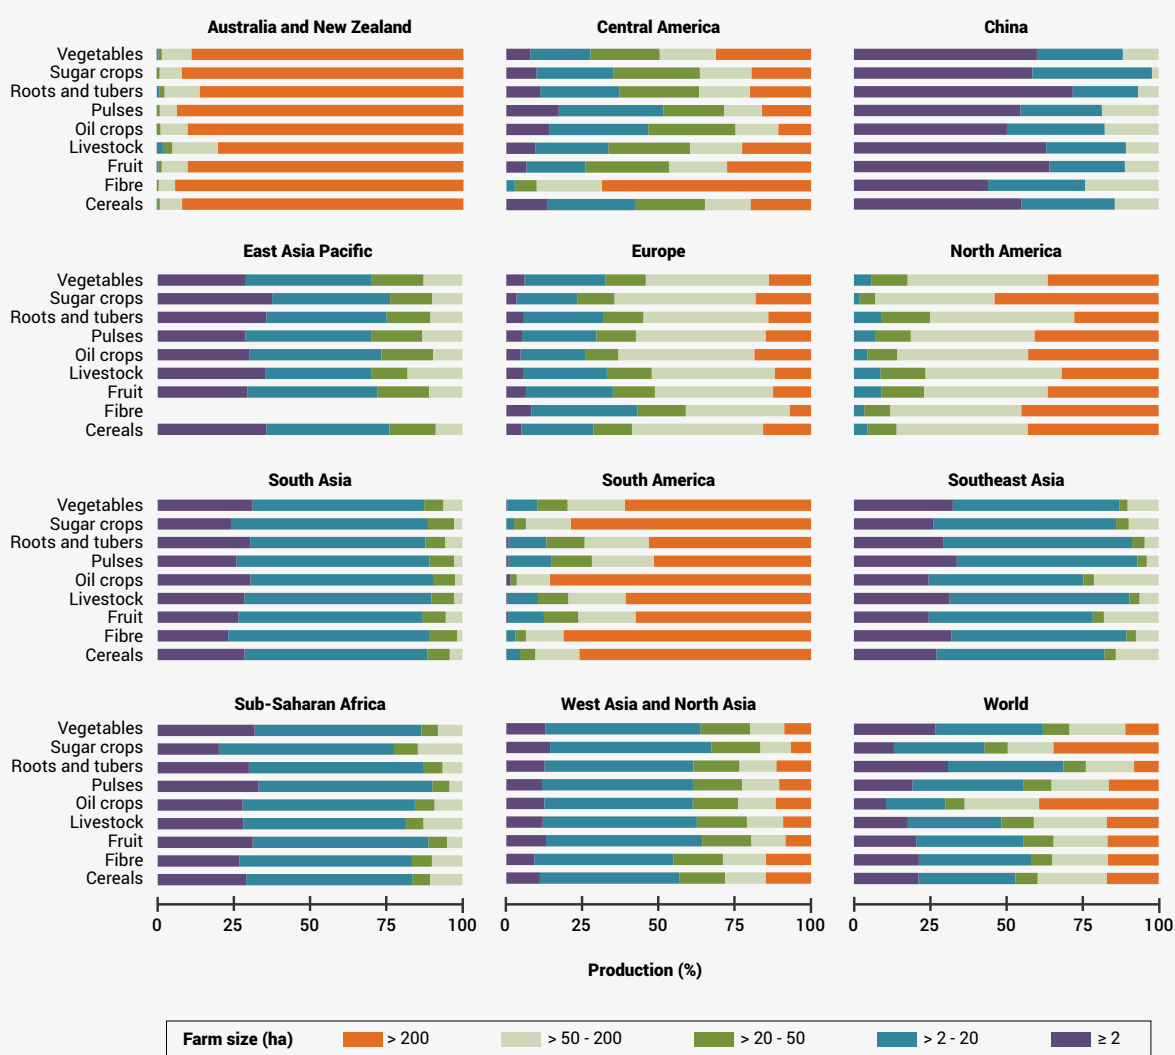 Australia and New Zealand Central America China
Vegetables
Sugar crops
Roots and tubers
Pulses
Oil crops
Livestock
Fruit
Fibre
Cereals
East Asia Pacific Europe North America
Vegetables
Sugar crops
Roots and tubers
Pulses
Oil crops
Livestock
Fruit
Fibre
Cereals
South Asia South America Southeast Asia
Vegetables
Sugar crops
Roots and tubers
Pulses
Oil crops
Livestock
Fruit
Fibre
Cereals
Sub-Saharan Africa West Asia and North Asia World
Vegetables
Sugar crops
Roots and tubers
Pulses
Oil crops
Livestock
Fruit
Fibre
Cereals
0 25 50 75 100 0 25 50 75 100 0 25 50 75 100
Production (%)
Farm size (ha) > 200 > 50 - 200 > 20 - 50 > 2 - 20 ≥ 2